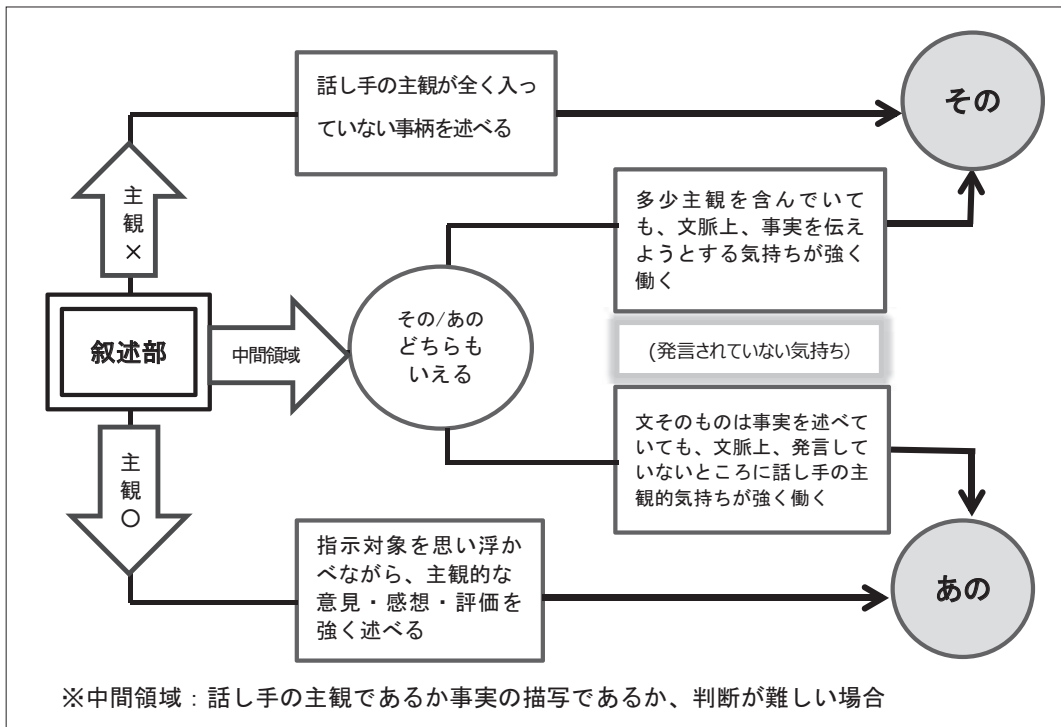 話し手の主観が全く入っ
ていない事柄を述べる
その
主
観
×
多少主観を含んでいて
も、文脈上、事実を伝え
ようとする気持ちが強く
働く
叙述部
中間領域
その/あの
どちらも
いえる
(発言されていない気持ち)
文そのものは事実を述べ
ていても、文脈上、発言して
いないところに話し手の主
観的気持ちが強く働く
主
観
〇
指示対象を思い浮か
べながら、主観的な
意見・感想・評価を
強く述べる
あの
※中間領域：話し手の主観であるか事実の描写であるか、判断が難しい場合